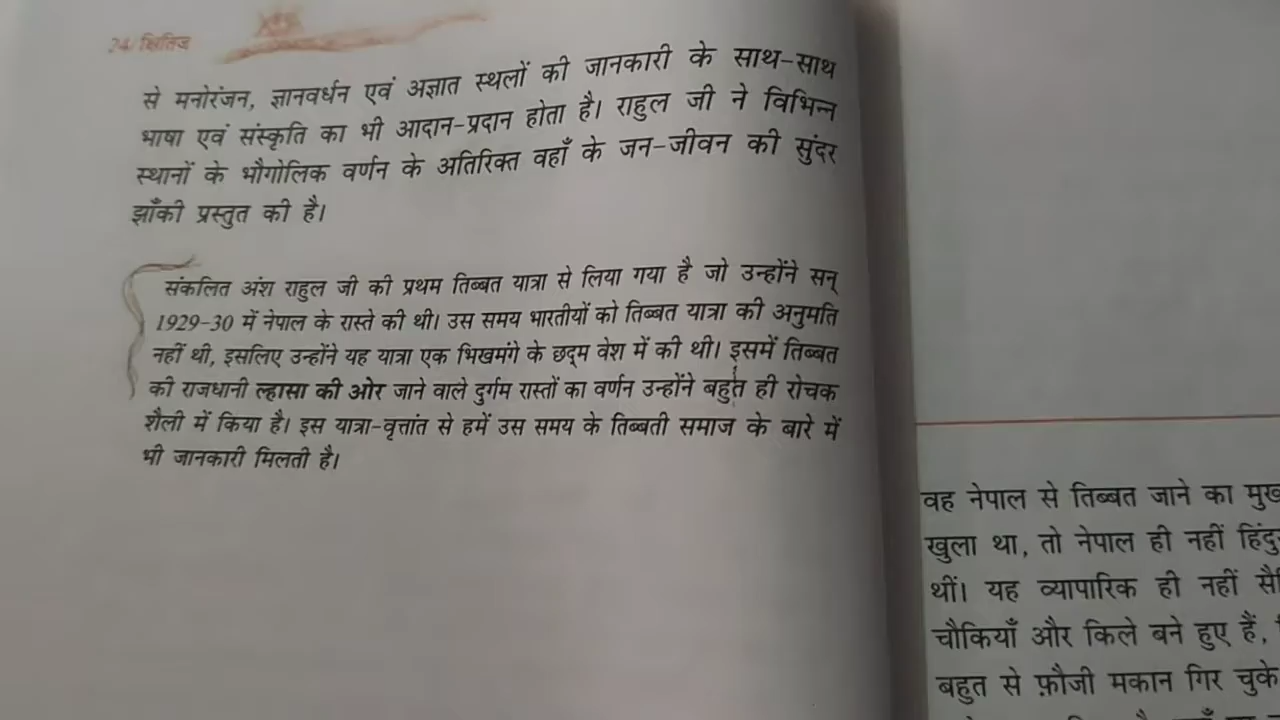 24/क्षितिज
से मनोरंजन, ज्ञानवर्धन एवं अज्ञात स्थलों की जानकारी के साथ-साथ
भाषा एवं संस्कृति का भी आदान-प्रदान होता है। राहुल जी ने विभिन्न
स्थानों के भौगोलिक वर्णन के अतिरिक्त वहाँ के जन-जीवन की सुंदर
झाँकी प्रस्तुत की है।
संकलित अंश राहुल जी की प्रथम तिब्बत यात्रा से लिया गया है जो उन्होंने सन्
1929-30 में नेपाल के रास्ते की थी। उस समय भारतीयों को तिब्बत यात्रा की अनुमति
नहीं थी, इसलिए उन्होंने यह यात्रा एक भिखमंगे के छद्म वेश में की थी। इसमें तिब्बत
की राजधानी ल्हासा की ओर जाने वाले दुर्गम रास्तों का वर्णन उन्होंने बहुत ही रोचक
शैली में किया है। इस यात्रा-वृत्तांत से हमें उस समय के तिब्बती समाज के बारे में
भी जानकारी मिलती है।
वह नेपाल से तिब्बत जाने का
खुला था, तो नेपाल ही नहीं
थीं। यह व्यापारिक ही नहीं
चौकियाँ और किले बने हुए हैं,
बहुत से फ़ौजी मकान गिर चुके